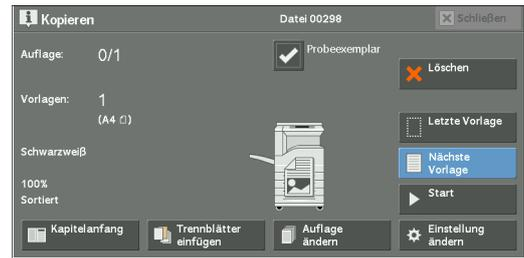 Kopieren
Datei 00298
Schließen
Auflage: 0/1
Probeexemplar
Löschen
Vorlagen: 1
(A4)
Letzte Vorlage
Schwarzweiß
Nächste
Vorlage
100%
Sortiert
Start
Kapitelanfang
Trennblätter
einfügen
Auflage
ändern
Einstellung
ändern